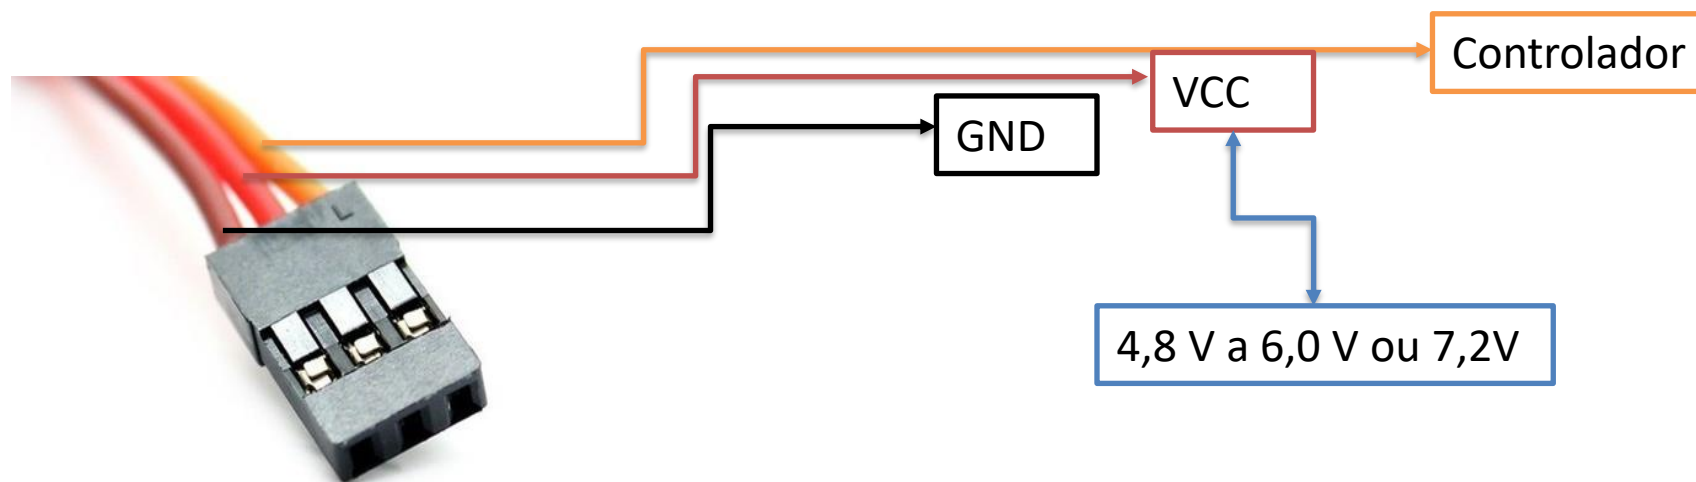 Controlador
VCC
GND
L
4,8 V a 6,0 V ou 7,2V